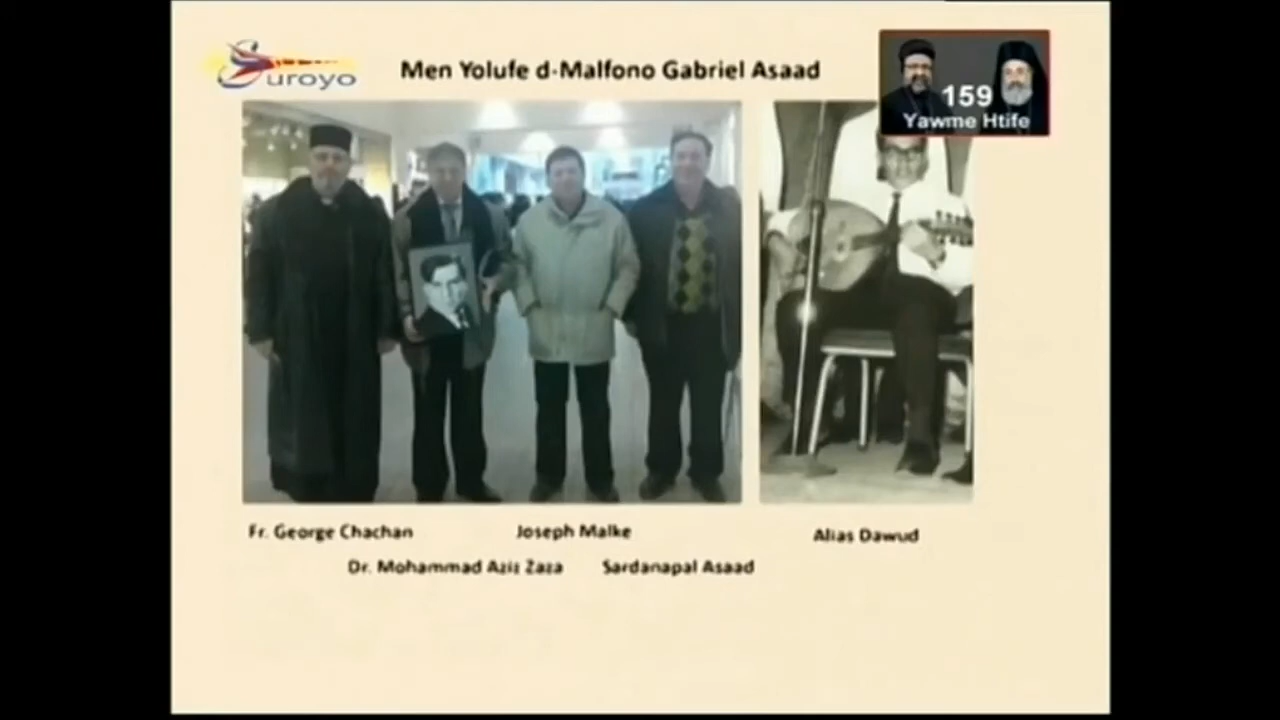 Suroyo
Men Yolufe d-Malfono Gabriel Asaad
159
Yawme Htife
Fr. George Chachan
Joseph Malke
Alias Dawud
Dr. Mohammad Aziz Zaza
Sardanapal Asaad